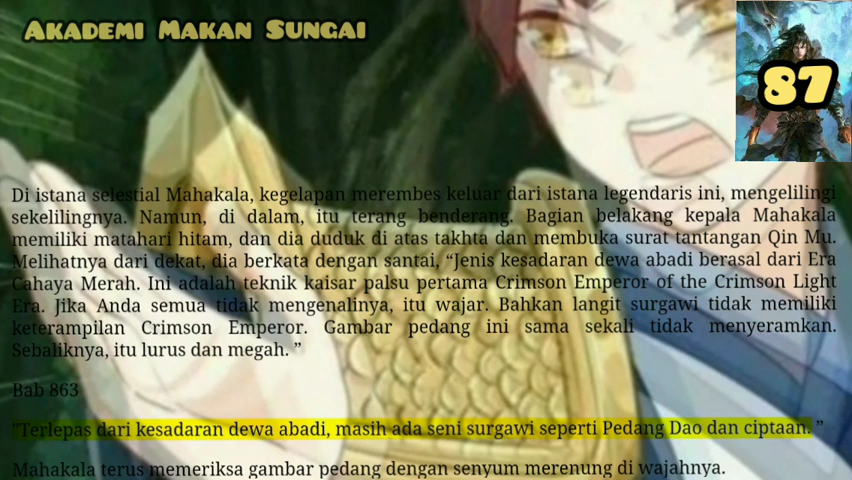 Akademi Makan Sungai
87
Di istana selestial Mahakala, kegelapan merembes keluar dari istana legendaris ini, mengelilingi
sekelilingnya. Namun, di dalam, itu terang benderang. Bagian belakang kepala Mahakala
memiliki matahari hitam, dan dia duduk di atas takhta dan membuka surat tantangan Qin Mu.
Melihatnya dari dekat, dia berkata dengan santai, “Jenis kesadaran dewa abadi berasal dari Era
Cahaya Merah. Ini adalah teknik kaisar palsu pertama Crimson Emperor of the Crimson Light
Era. Jika Anda semua tidak mengenalinya, itu wajar. Bahkan langit surgawi tidak memiliki
keterampilan Crimson Emperor. Gambar pedang ini sama sekali tidak menyeramkan.
Sebaliknya, itu lurus dan megah. ”
Bab 863
"Terlepas dari kesadaran dewa abadi, masih ada seni surgawi seperti Pedang Dao dan ciptaan. ”
Mahakala terus memeriksa gambar pedang dengan senyum merenung di wajahnya.